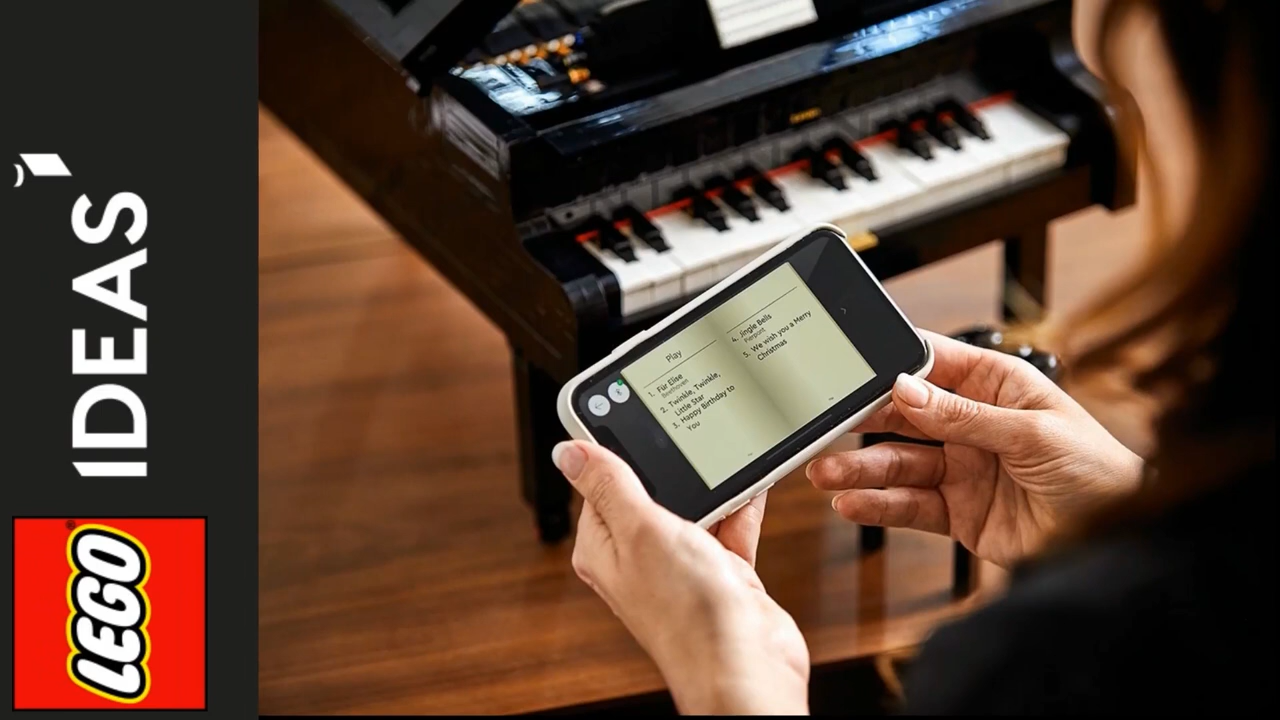 IDEAS
LEGO®
Play
1. Für Elise
Beethoven
2. Twinkle, Twinkle,
Little Star
3. Happy Birthday to
You
4. Jingle Bells
Pierpont
5. We wish you a Merry
Christmas